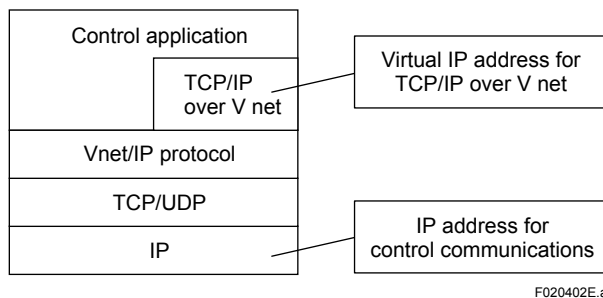 Control application
TCP/IP
over V net
Virtual IP address for
TCP/IP over V net
Vnet/IP protocol
TCP/UDP
IP
IP address for
control communications
F020402E.a